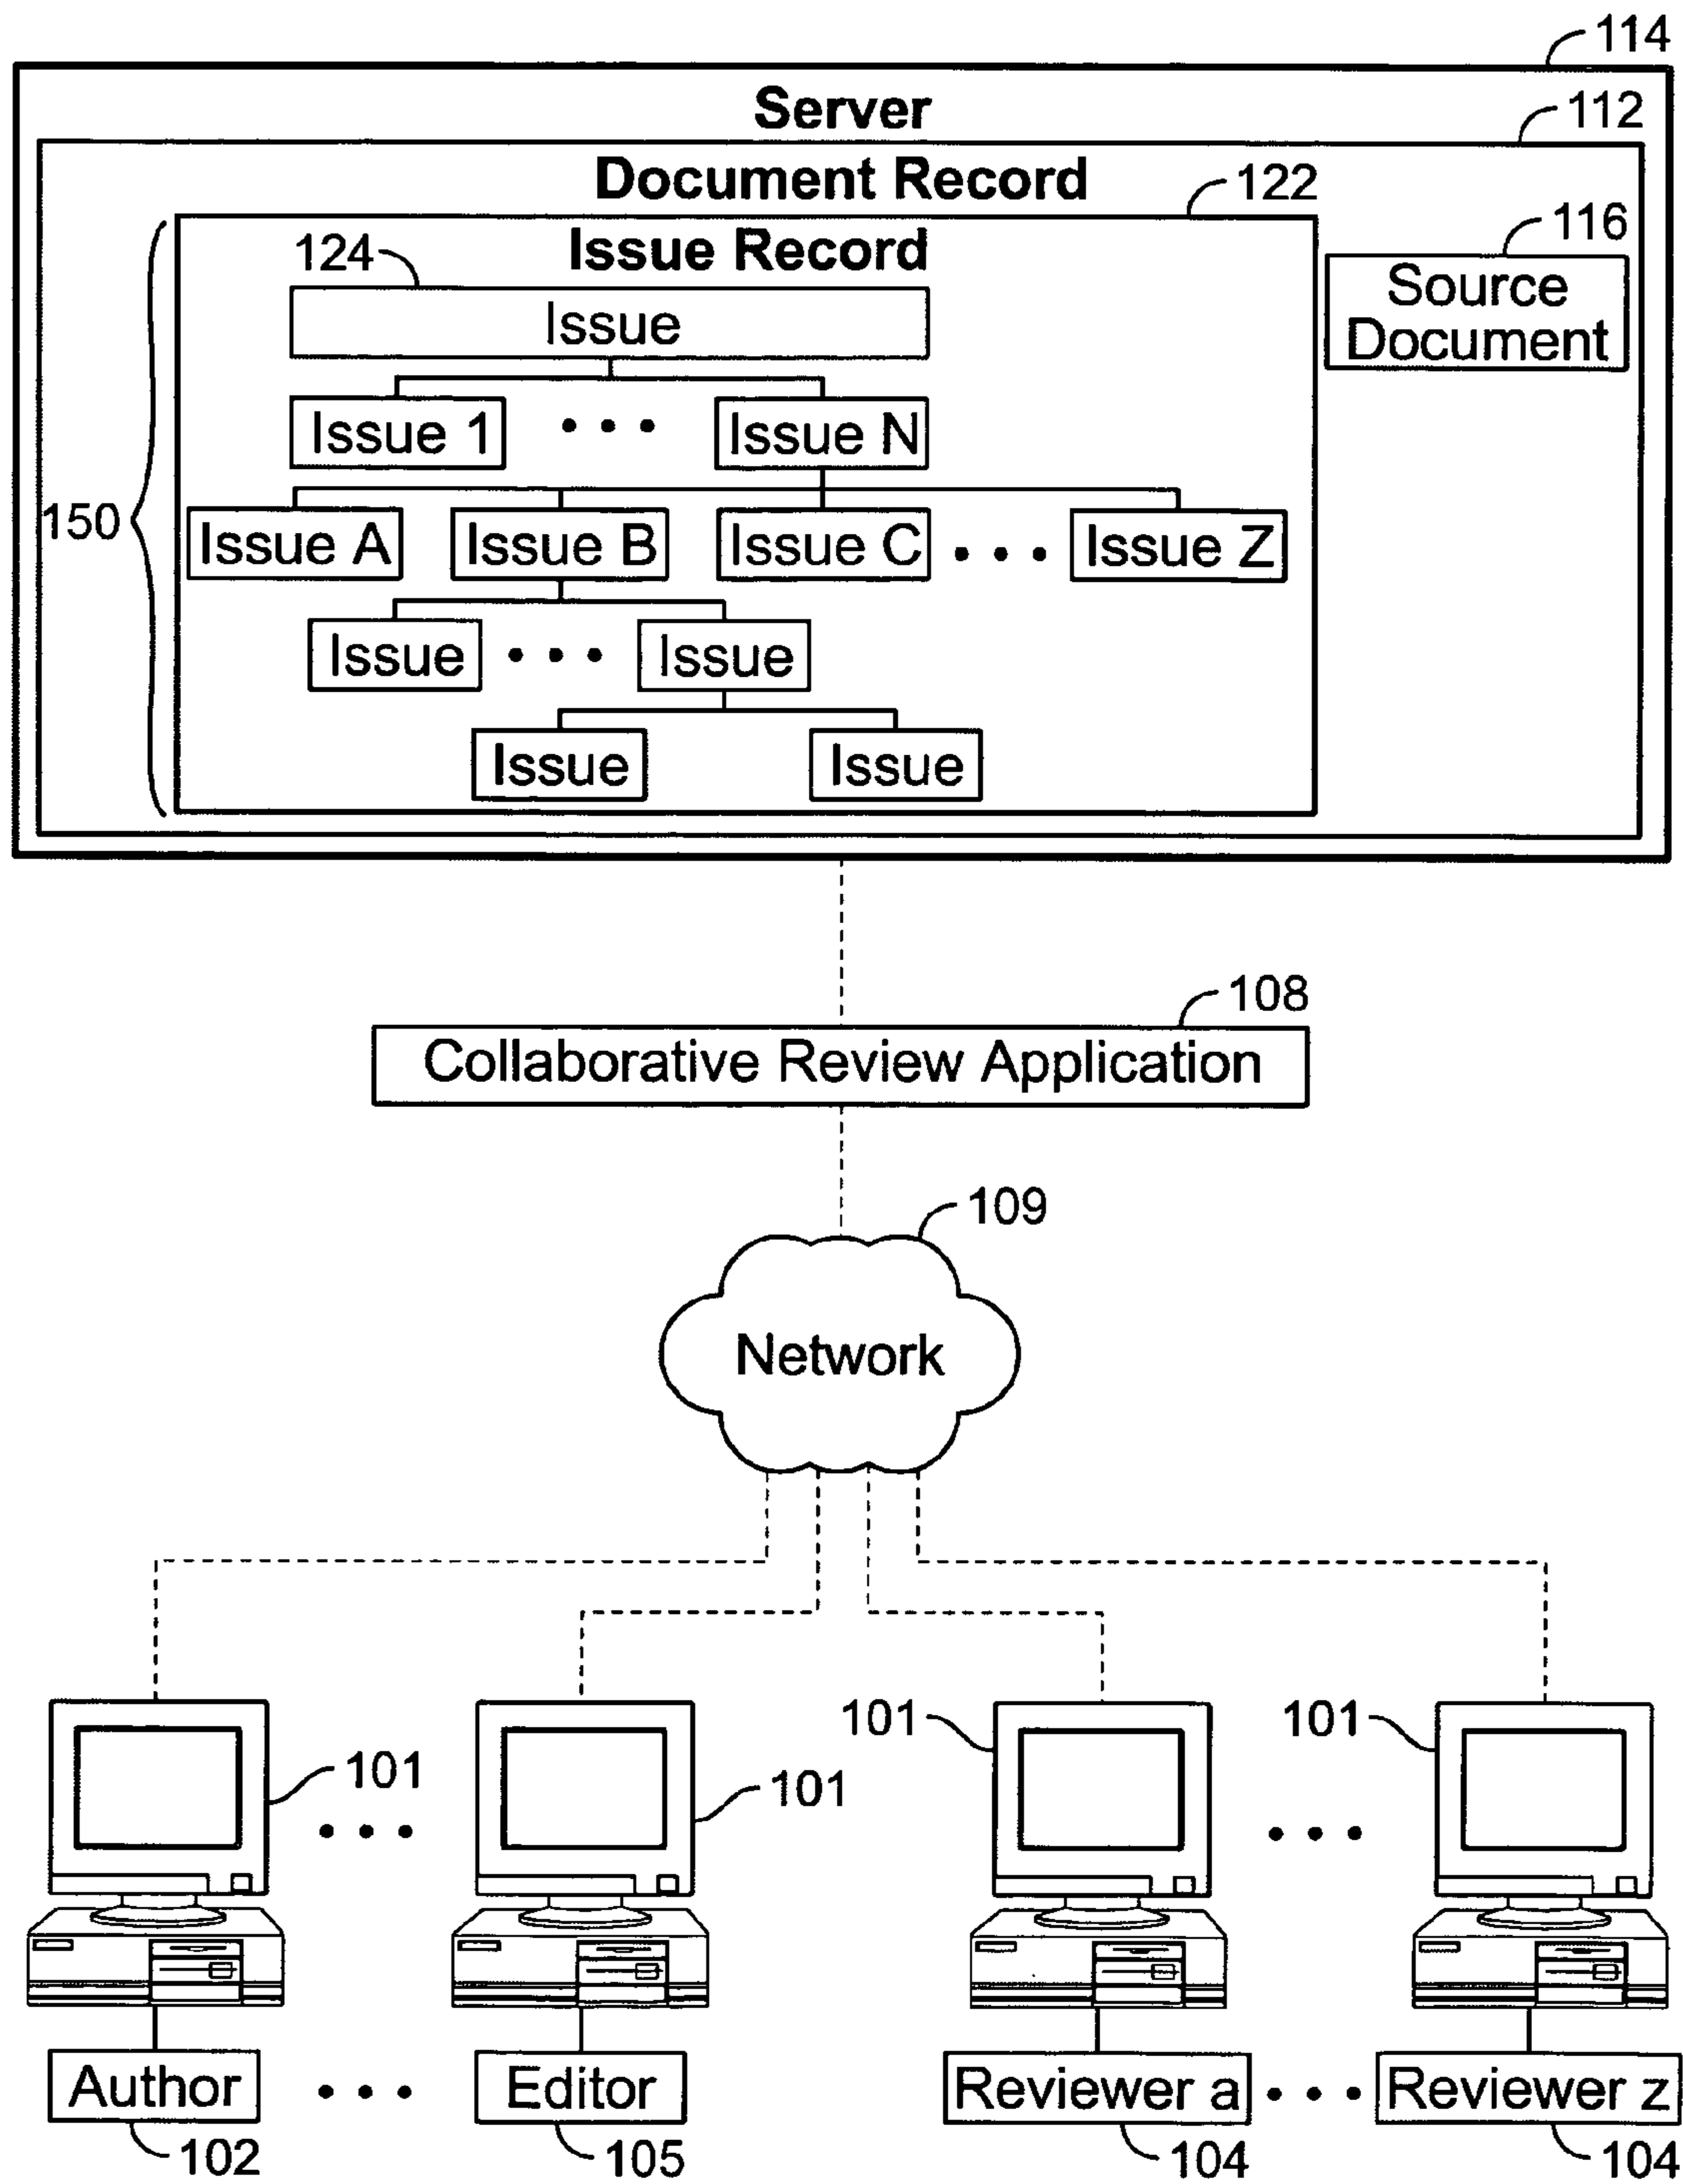 114
Server
112
Document Record
122
116
124
Issue Record
Source
Document
Issue
Issue 1 • • • Issue N
150
Issue A Issue B Issue C • • • Issue Z
Issue • • • Issue
Issue Issue
108
Collaborative Review Application
109
Network
101 101
101 • • • 101 • • •
Author • • • Editor Reviewer a • • • Reviewer z
102 105 104 104